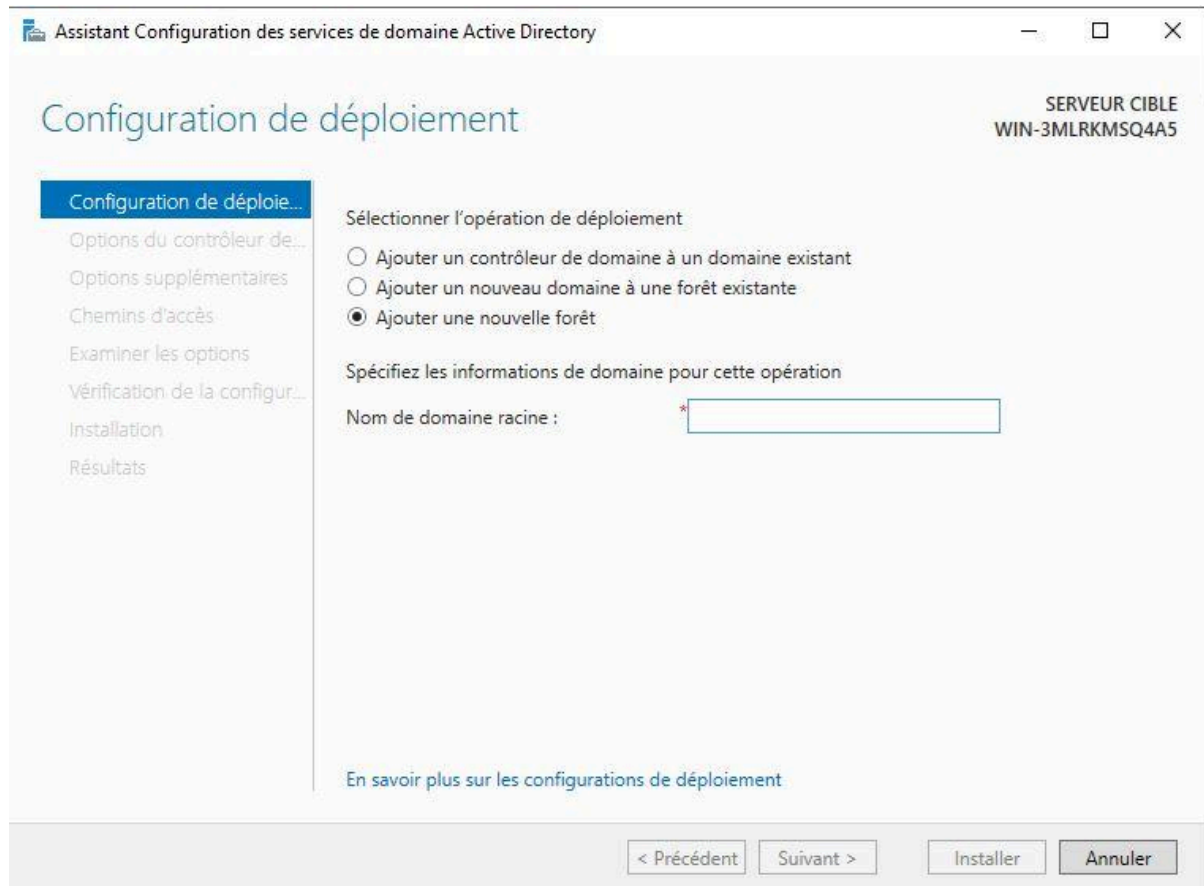 Assistant Configuration des services de domaine Active Directory
Configuration de déploiement
SERVEUR CIBLE
WIN-3MLRKMSQ4A5
Configuration de déploie...
Options du contrôleur de...
Options supplémentaires
Chemins d'accès
Examiner les options
Vérification de la configur...
Installation
Résultats
Sélectionner l'opération de déploiement
Ajouter un contrôleur de domaine à un domaine existant
Ajouter un nouveau domaine à une forêt existante
Ajouter une nouvelle forêt
Spécifiez les informations de domaine pour cette opération
Nom de domaine racine : *
En savoir plus sur les configurations de déploiement
< Précédent
Suivant >
Installer
Annuler